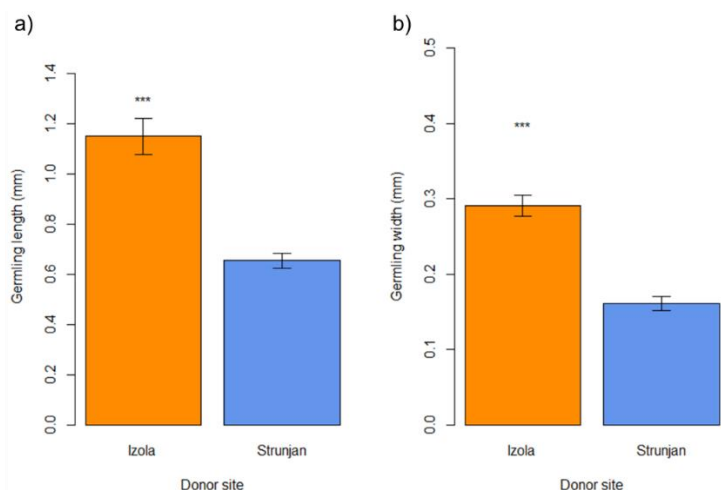 a)
Germling length (mm)
1.4
1.2
1.0
0.8
0.6
0.4
0.2
0.0
***
Izola
Strunjan
Donor site
b)
Germling width (mm)
0.5
0.4
0.3
0.2
0.1
0.0
***
Izola
Strunjan
Donor site